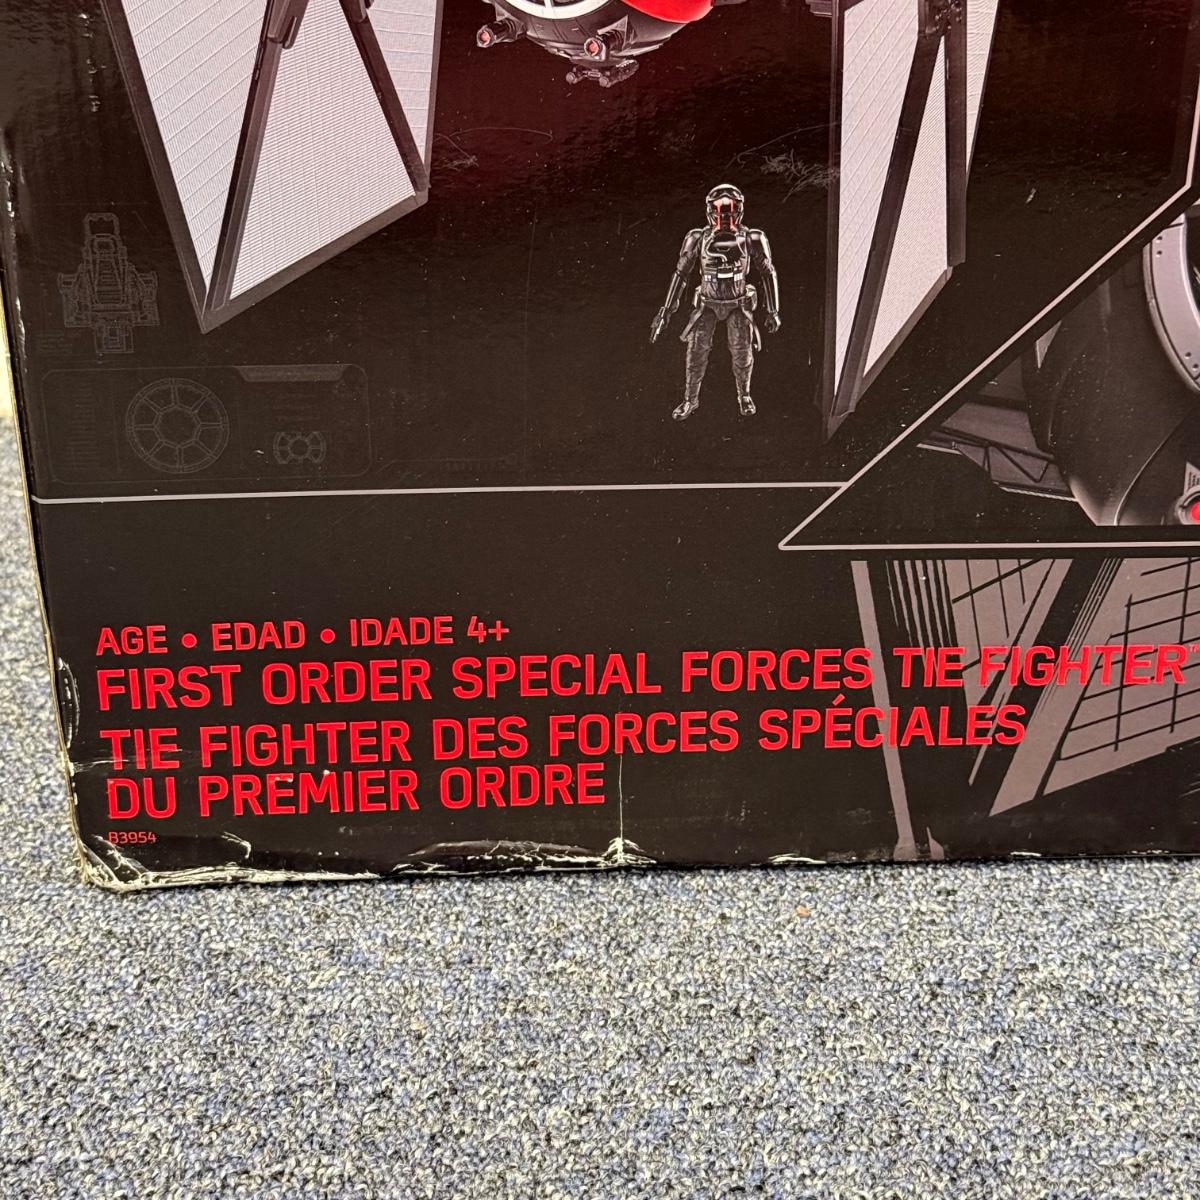 AGE • EDAD • IDADE 4+
FIRST ORDER SPECIAL FORCES TIE FIGHTER™
TIE FIGHTER DES FORCES SPÉCIALES
DU PREMIER ORDRE
B3954